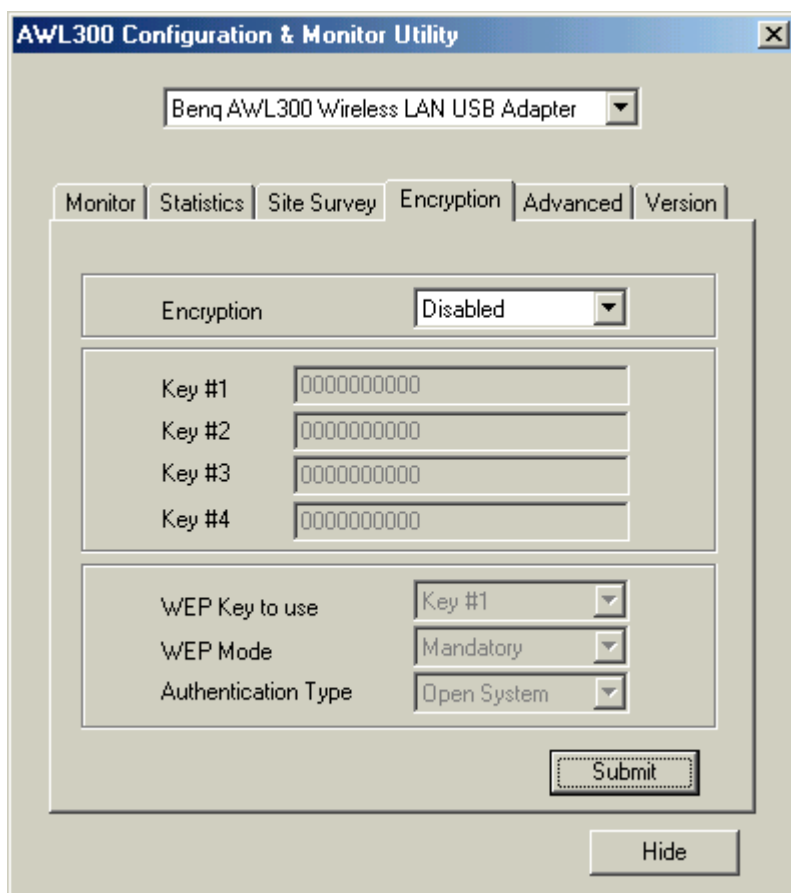 AWL300 Configuration & Monitor Utility
Benq AWL300 Wireless LAN USB Adapter
Monitor Statistics Site Survey Encryption Advanced Version
Encryption Disabled
Key #1 0000000000
Key #2 0000000000
Key #3 0000000000
Key #4 0000000000
WEP Key to use Key #1
WEP Mode Mandatory
Authentication Type Open System
Submit
Hide